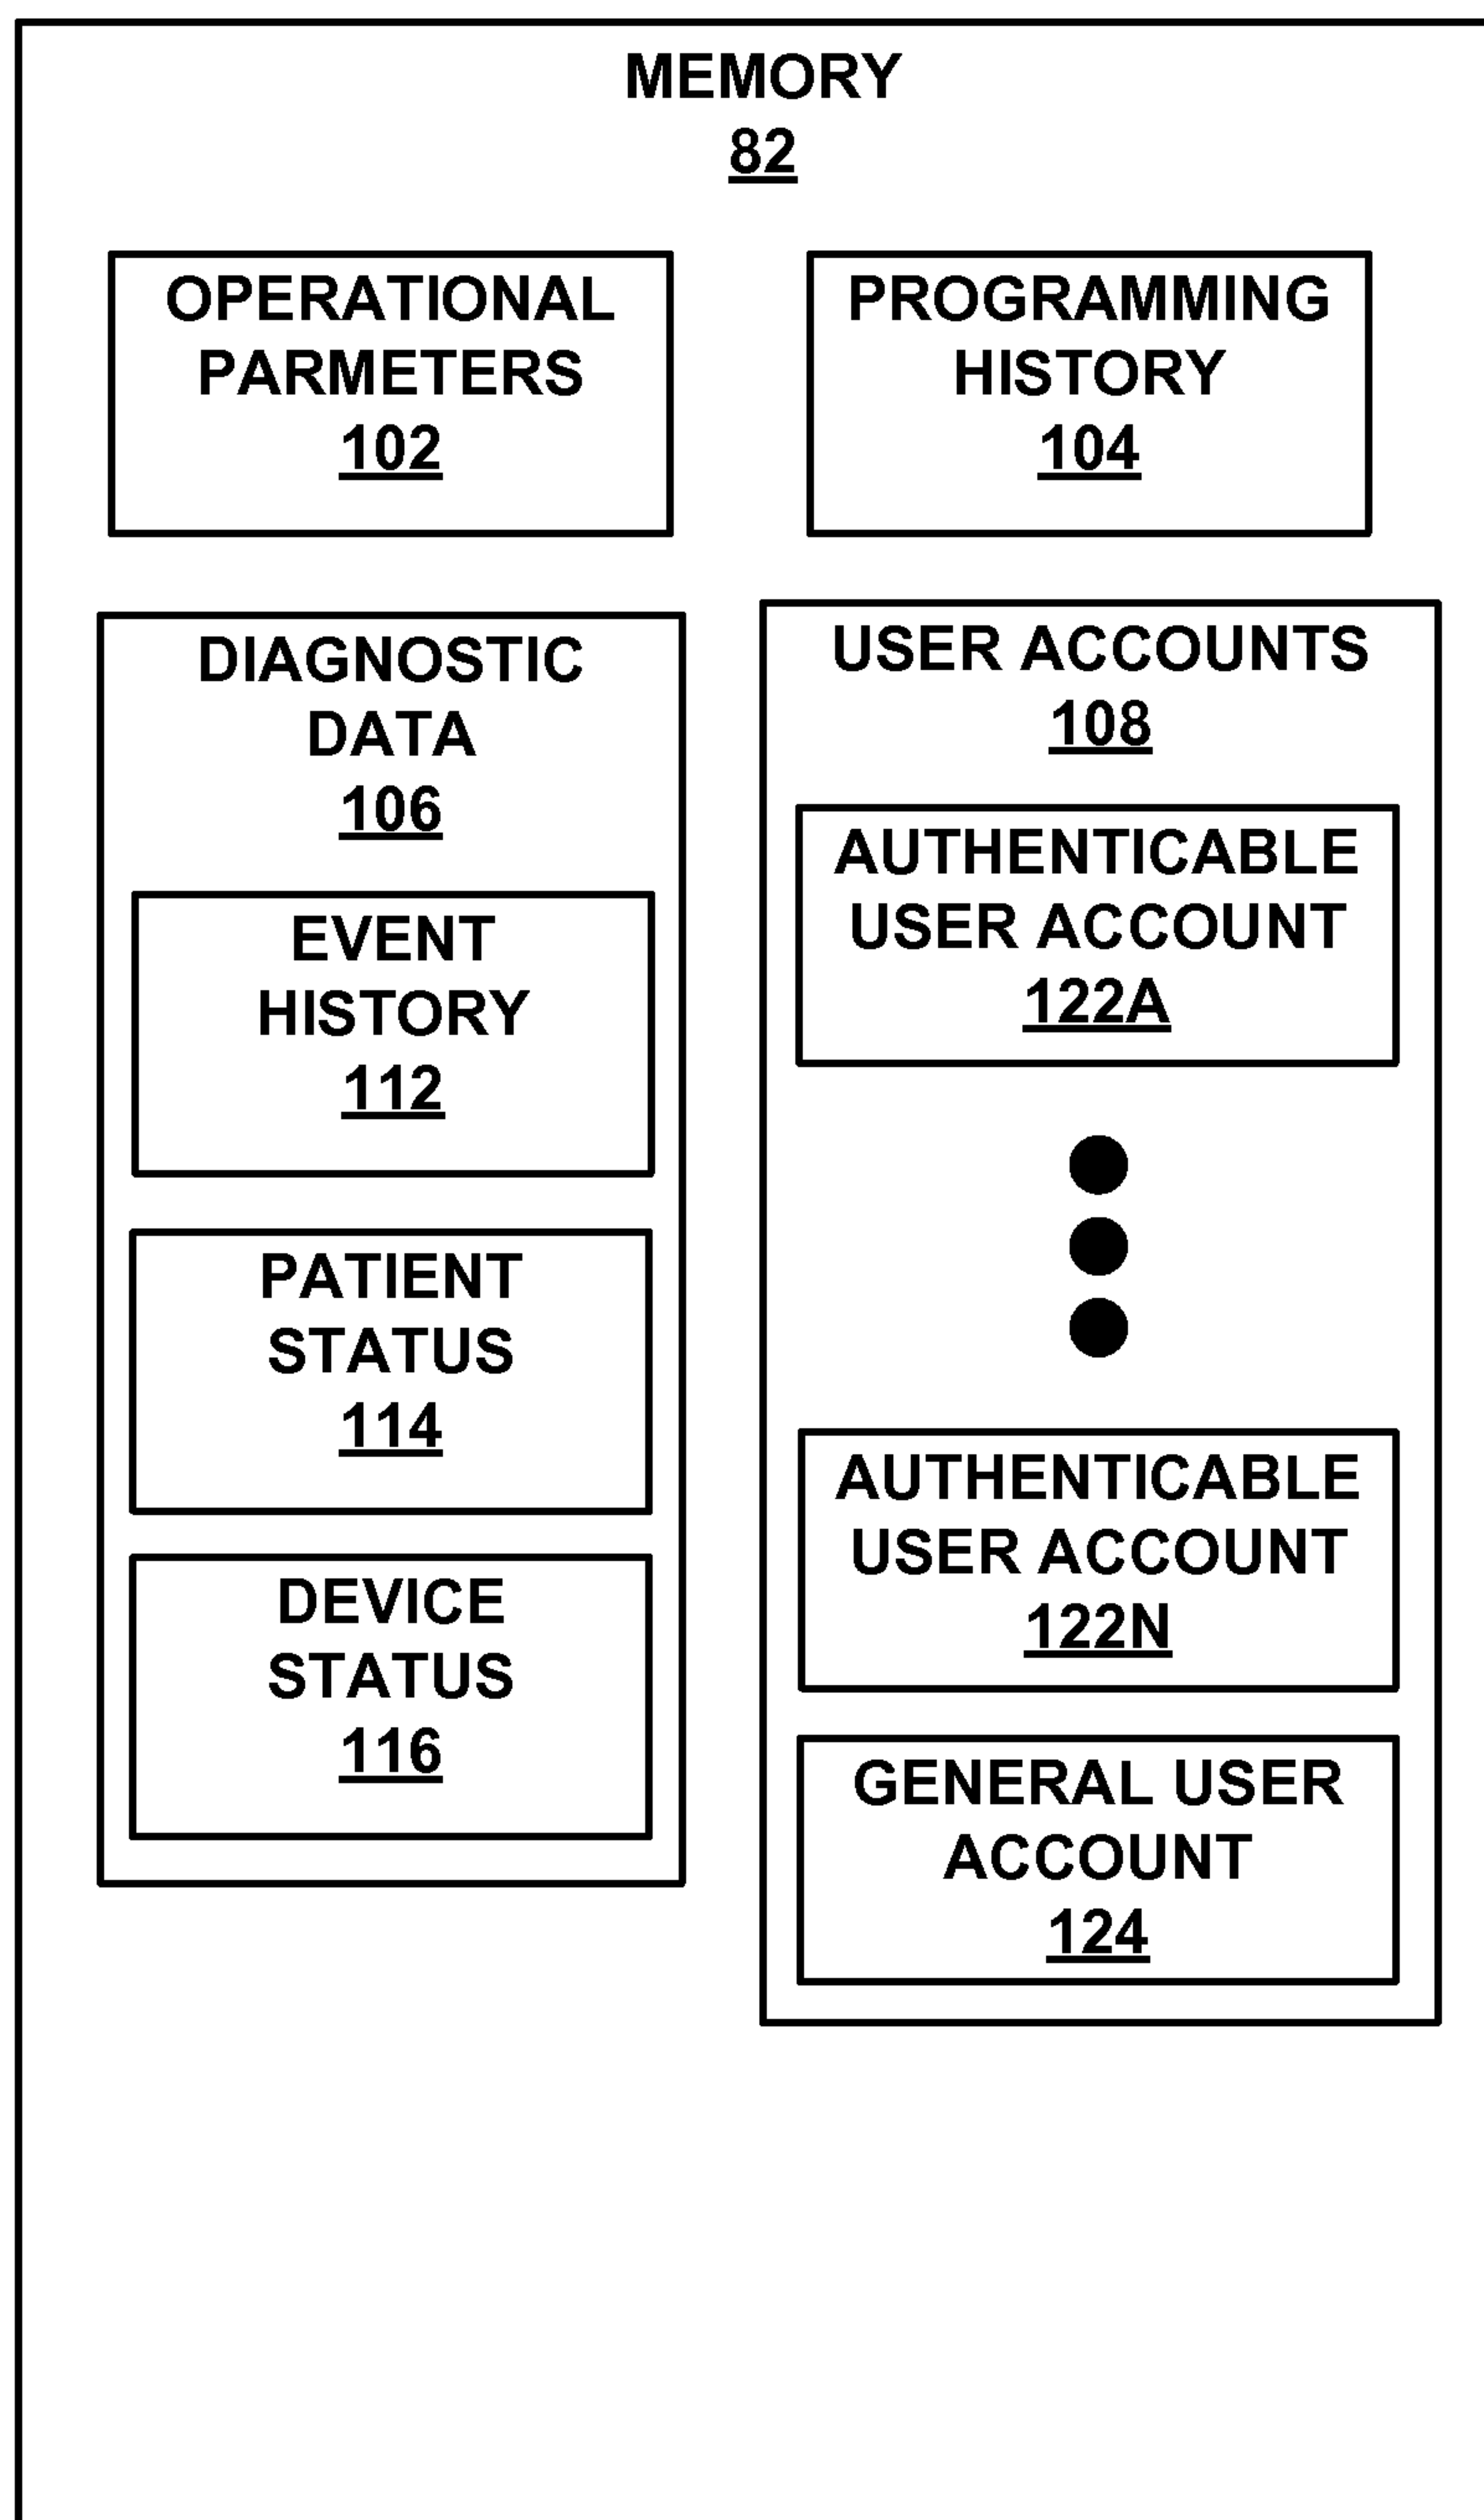 MEMORY
82
OPERATIONAL
PARMETERS
102
PROGRAMMING
HISTORY
104
DIAGNOSTIC
DATA
106
EVENT
HISTORY
112
PATIENT
STATUS
114
DEVICE
STATUS
116
USER ACCOUNTS
108
AUTHENTICABLE
USER ACCOUNT
122A
AUTHENTICABLE
USER ACCOUNT
122N
GENERAL USER
ACCOUNT
124